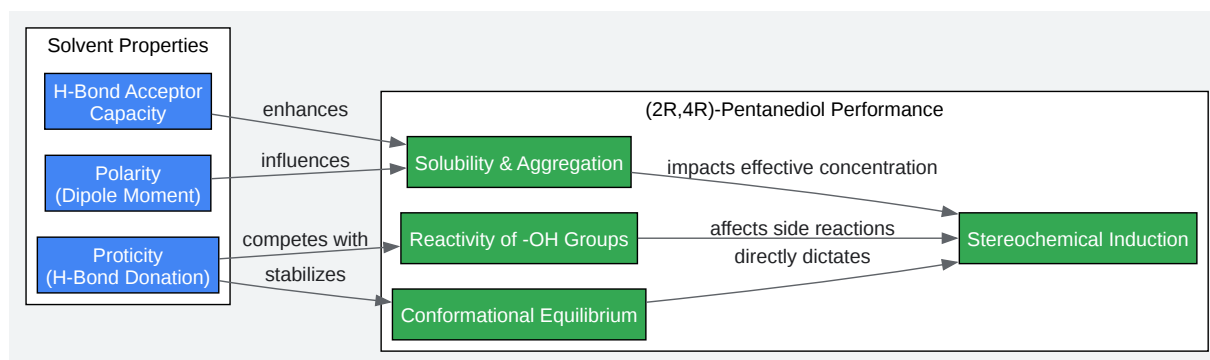 Solvent Properties
H-Bond Acceptor
Capacity
Polarity
(Dipole Moment)
Proticity
(H-Bond Donation)
enhances
influences
competes with
stabilizes
(2R,4R)-Pentanediol Performance
Solubility & Aggregation
Reactivity of -OH Groups
Conformational Equilibrium
impacts effective concentration
affects side reactions
directly dictates
Stereochemical Induction